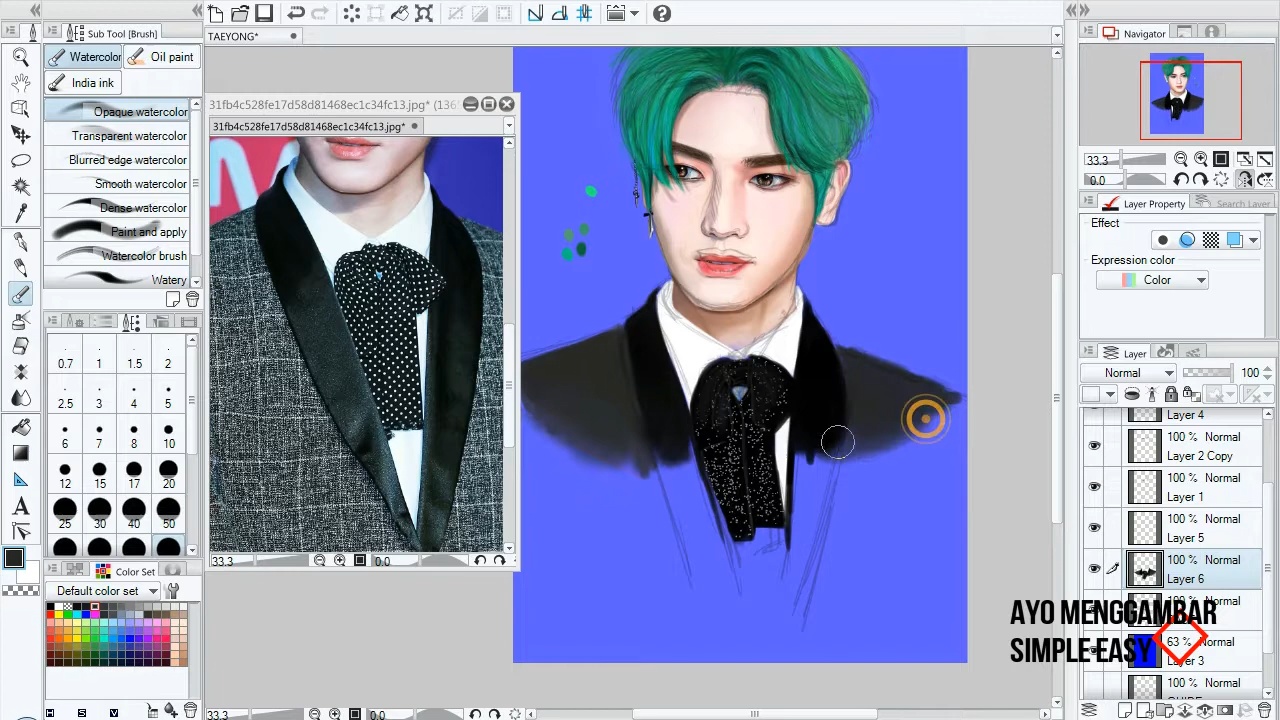 Sub Tool [Brush]
Watercolor
Oil paint
India ink
Opaque watercolor
Transparent watercolor
Blurred edge watercolor
Smooth watercolor
Dense watercolor
Paint and apply
Watercolor brush
Watery
0.7 1 1.5 2
2.5 3 4 5
6 7 8 10
12 15 17 20
25 30 40 50
Color Set
Default color set
TAEYONG*
31fb4c528fe17d58d81468ec1c34fc13.jpg* (136
31fb4c528fe17d58d81468ec1c34fc13.jpg*
33.3
0.0
33.3
0.0
Navigator
33.3
0.0
Layer Property
Search Layer
Effect
Expression color
Color
Layer
Normal
100
Layer 4
100 % Normal
Layer 2 Copy
100 % Normal
Layer 1
100 % Normal
Layer 5
100 % Normal
Layer 6
100 % Normal
63 % Normal
Layer 3
100 % Normal
AYO MENGGAMBAR
SIMPLE EASY